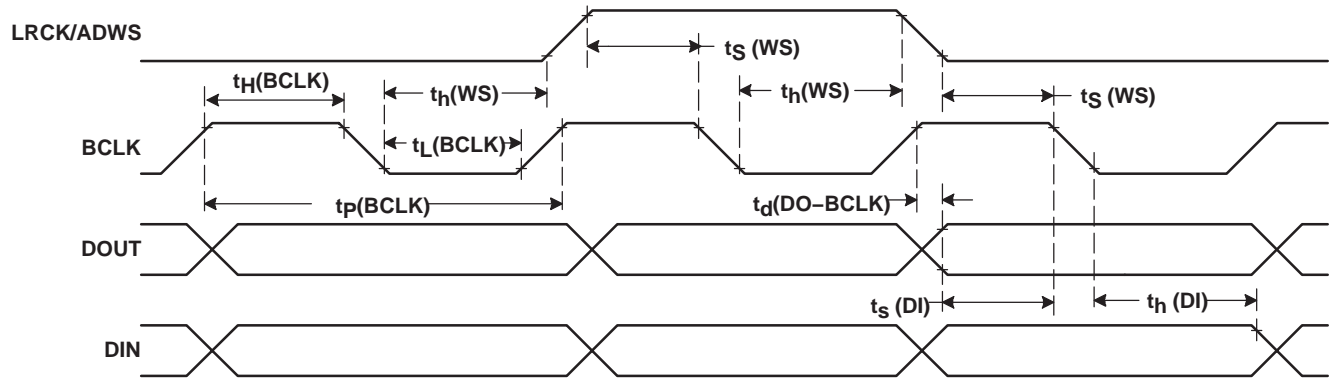 LRCK/ADWS
tS (WS)
tH(BCLK)
th(WS)
th(WS)
tS (WS)
BCLK
tL(BCLK)
tP(BCLK)
td(DO–BCLK)
DOUT
ts (DI)
th (DI)
DIN